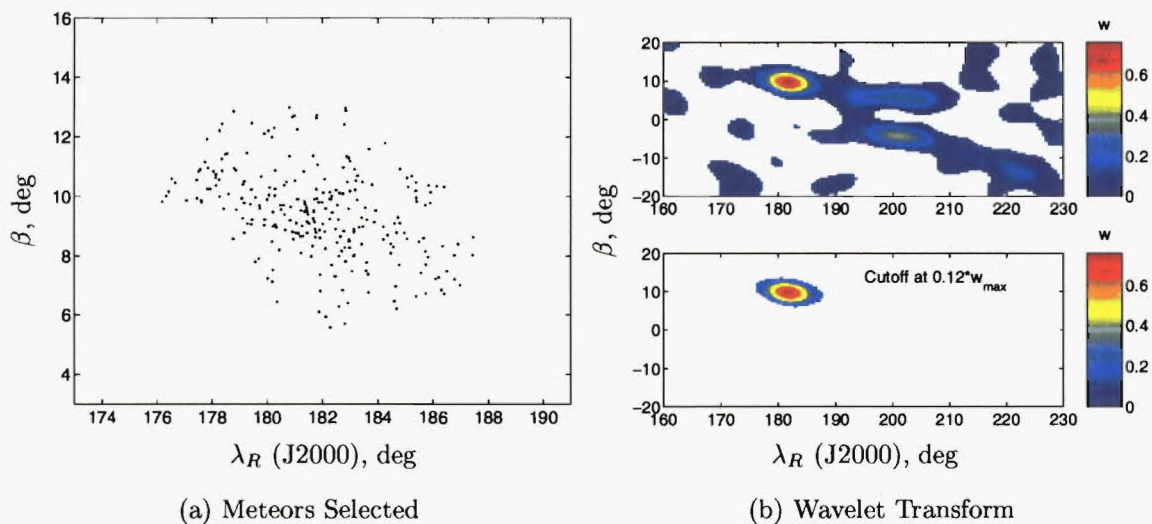 16
14
12
10
8
6
4
β, deg
174 176 178 180 182 184 186 188 190
λ_R (J2000), deg
(a) Meteors Selected
w
20
10
0
-10
-20
160 170 180 190 200 210 220 230
0.6
0.4
0.2
0
β, deg
w
20
10
0
-10
-20
Cutoff at 0.12*w_max
160 170 180 190 200 210 220 230
0.6
0.4
0.2
0
λ_R (J2000), deg
(b) Wavelet Transform